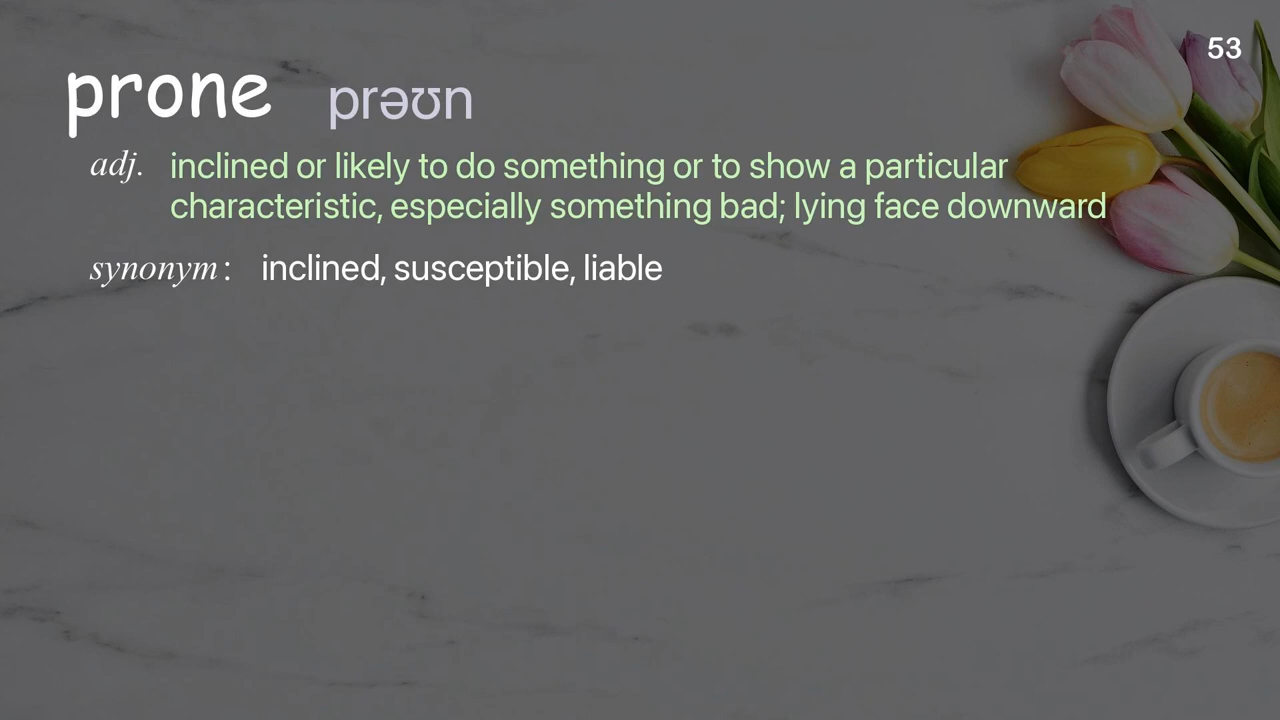 53
prone prəʊn
adj. inclined or likely to do something or to show a particular
characteristic, especially something bad; lying face downward
synonym: inclined, susceptible, liable